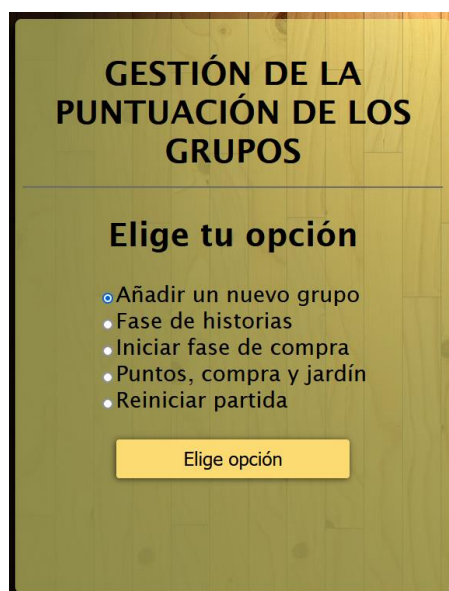 GESTIÓN DE LA
PUNTUACIÓN DE LOS
GRUPOS
Elige tu opción
Añadir un nuevo grupo
Fase de historias
Iniciar fase de compra
Puntos, compra y jardín
Reiniciar partida
Elige opción